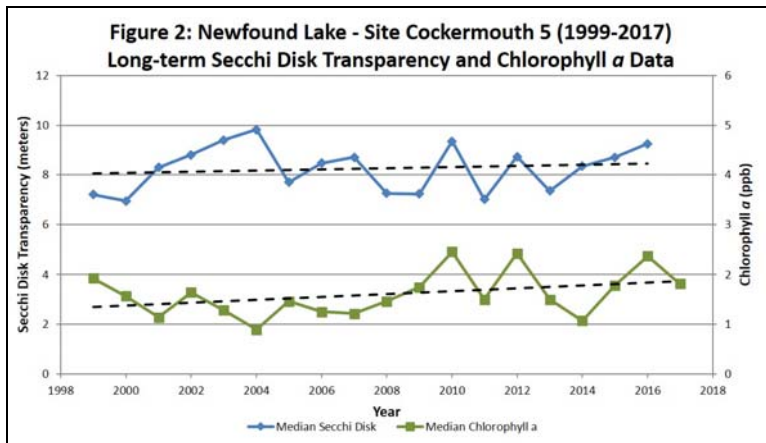 Figure 2: Newfound Lake - Site Cockermouth 5 (1999-2017)
Long-term Secchi Disk Transparency and Chlorophyll a Data
12
10
8
6
4
2
0
Secchi Disk Transparency (meters)
6
5
4
3
2
1
0
Chlorophyll a (ppb)
1998 2000 2002 2004 2006 2008 2010 2012 2014 2016 2018
Year
Median Secchi Disk Median Chlorophyll a